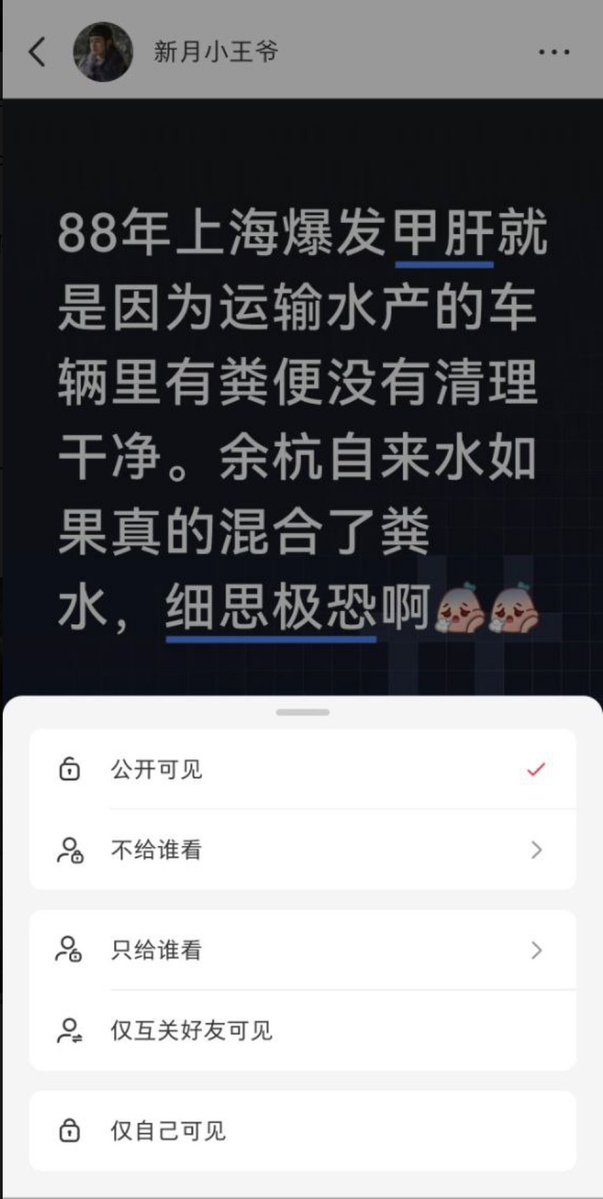 新月小王爷
88年上海爆发甲肝就
是因为运输水产的车
辆里有粪便没有清理
干净。余杭自来水如
果真的混合了粪
水，细思极恐啊
公开可见
不给谁看
只给谁看
仅互关好友可见
仅自己可见